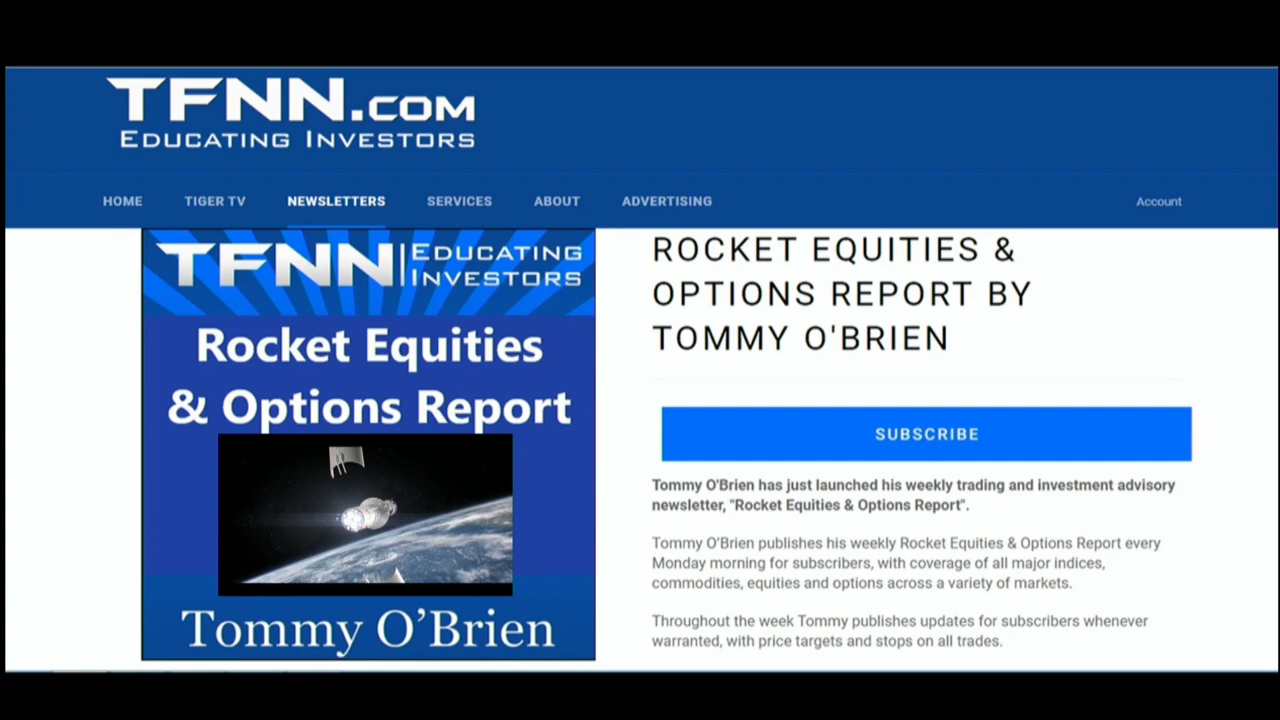 TFNN.COM
EDUCATING INVESTORS
HOME TIGER TV NEWSLETTERS SERVICES ABOUT ADVERTISING Account
TFNN EDUCATING
INVESTORS
Rocket Equities
& Options Report
Tommy O’Brien
ROCKET EQUITIES &
OPTIONS REPORT BY
TOMMY O'BRIEN
SUBSCRIBE
Tommy O'Brien has just launched his weekly trading and investment advisory
newsletter, "Rocket Equities & Options Report".
Tommy O'Brien publishes his weekly Rocket Equities & Options Report every
Monday morning for subscribers, with coverage of all major indices,
commodities, equities and options across a variety of markets.
Throughout the week Tommy publishes updates for subscribers whenever
warranted, with price targets and stops on all trades.